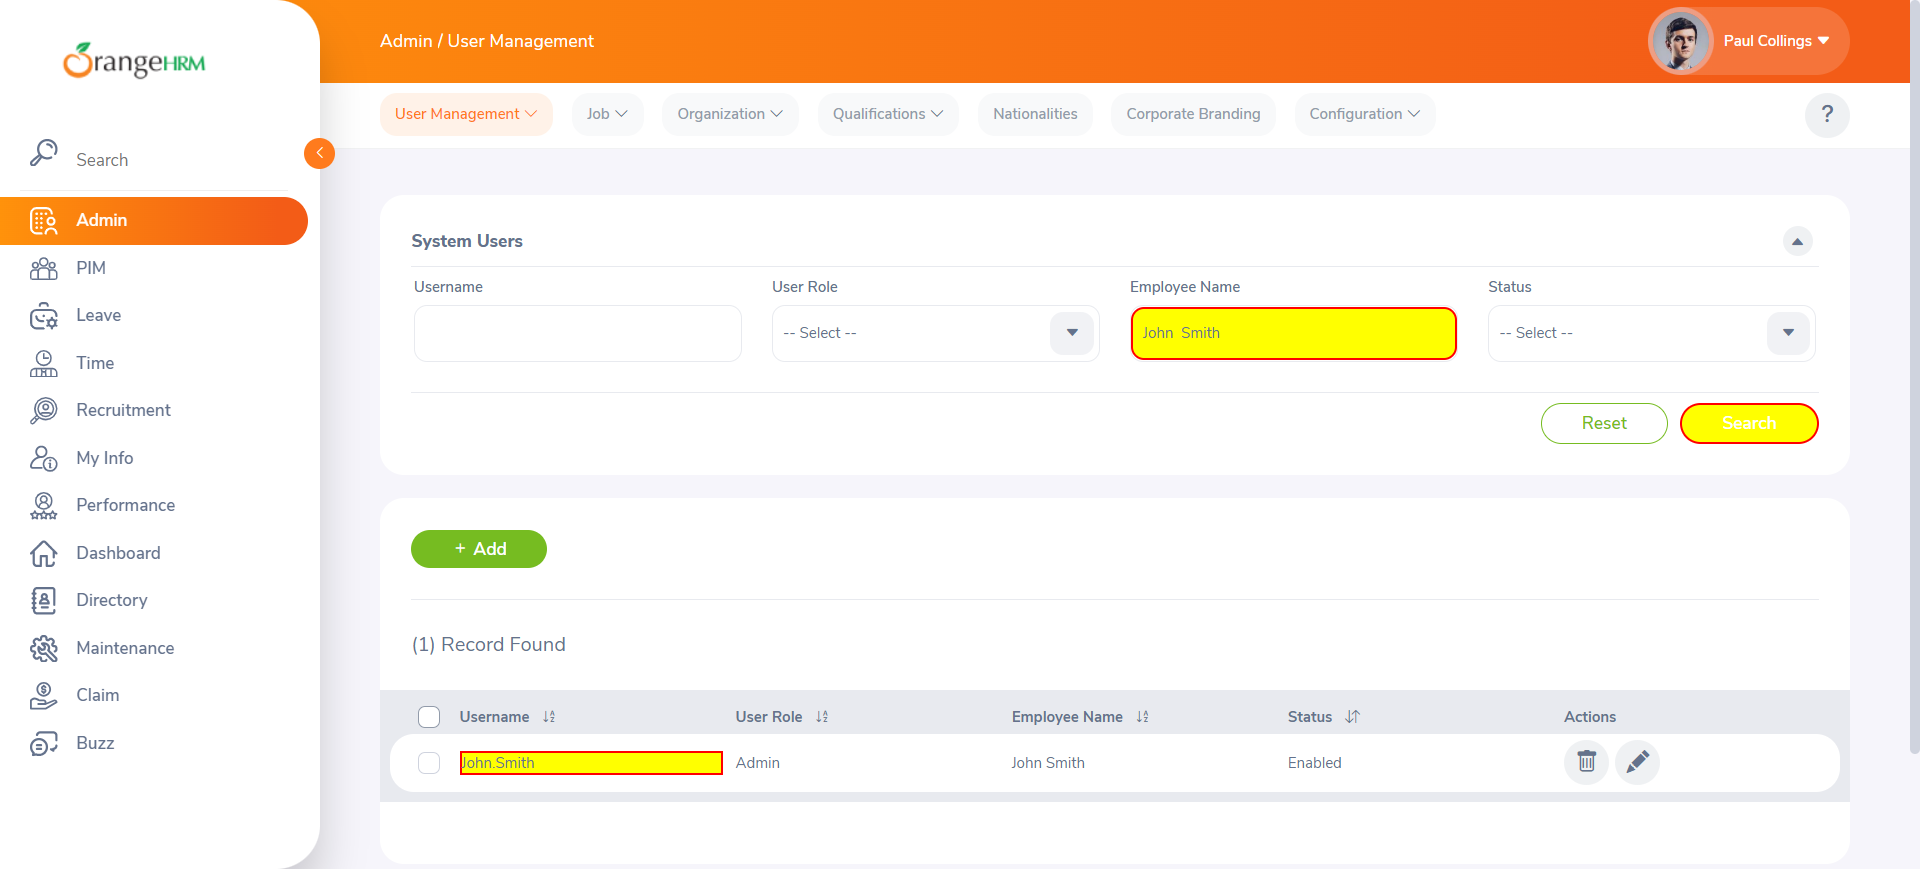 OrangeHRM
Admin / User Management
Paul Collings
User Management
Job
Organization
Qualifications
Nationalities
Corporate Branding
Configuration
?
Search
Admin
PIM
Leave
Time
Recruitment
My Info
Performance
Dashboard
Directory
Maintenance
Claim
Buzz
System Users
Username
User Role
Employee Name
Status
-- Select --
John  Smith
-- Select --
Reset
Search
+ Add
(1) Record Found
Username
User Role
Employee Name
Status
Actions
John.Smith
Admin
John Smith
Enabled